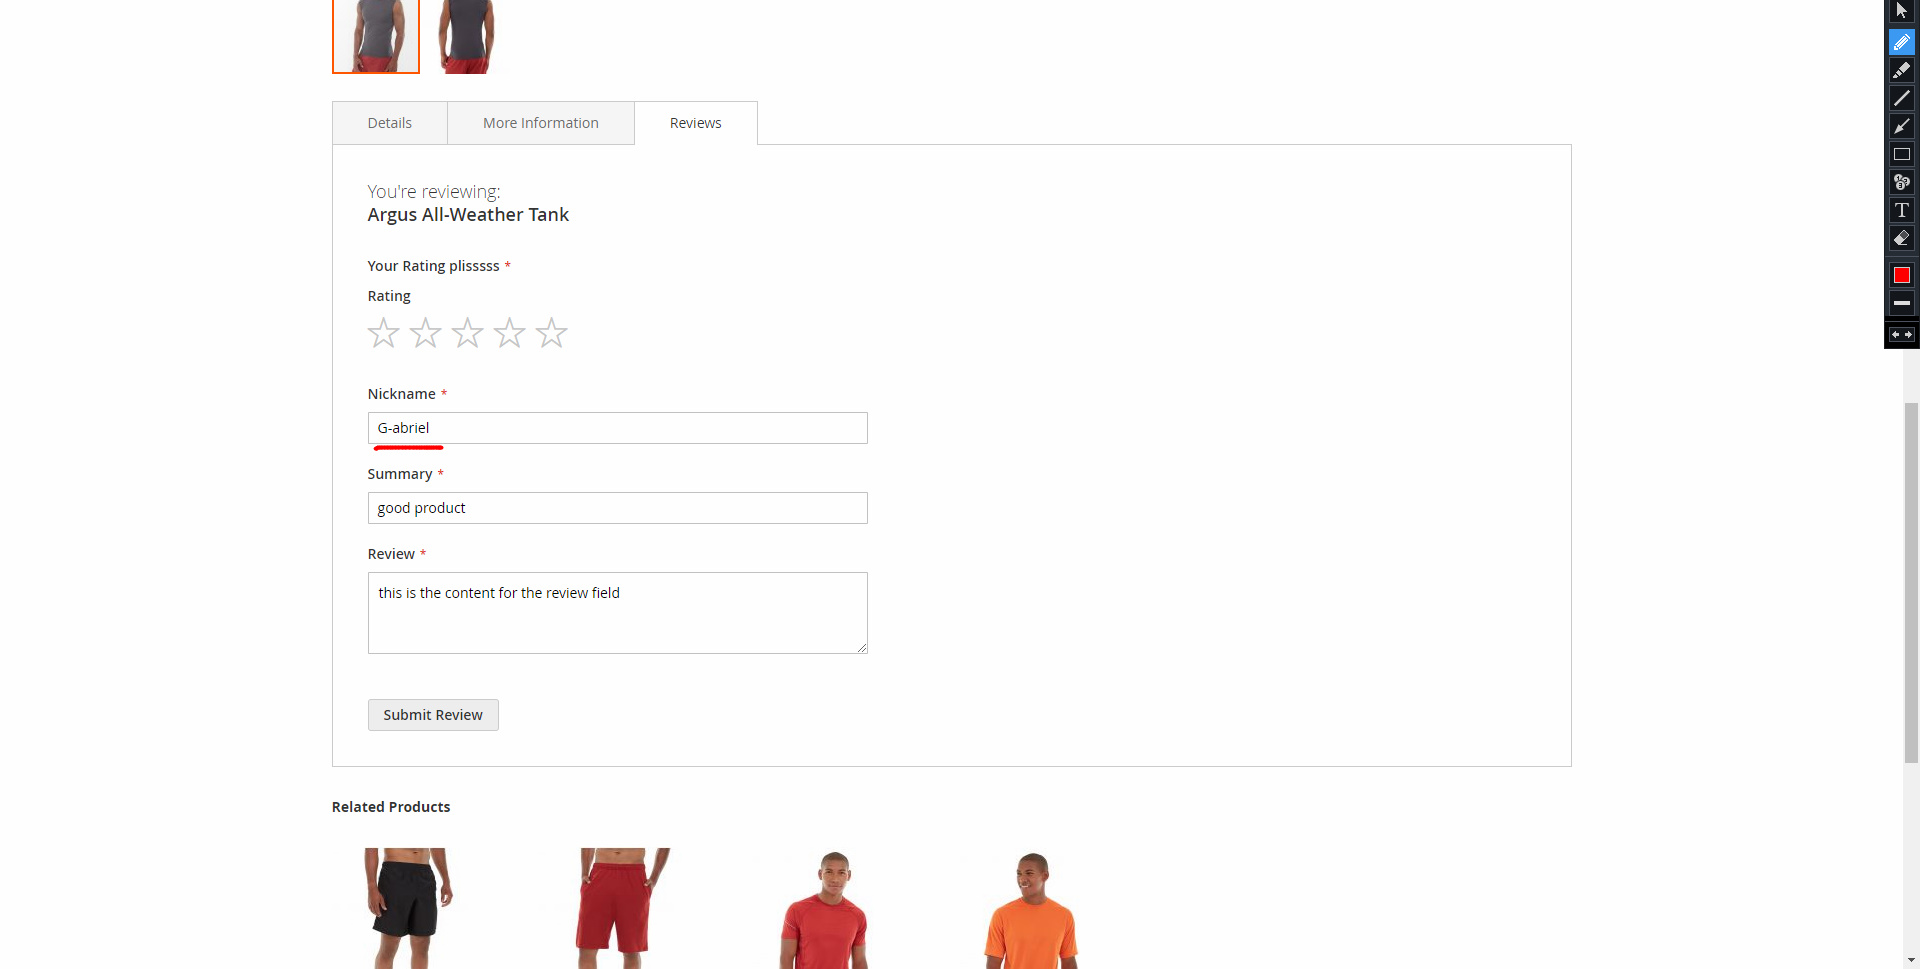 Details More Information Reviews
You're reviewing:
Argus All-Weather Tank
Your Rating plisssss *
Rating
Nickname *
G-abriel
Summary *
good product
Review *
this is the content for the review field
Submit Review
Related Products